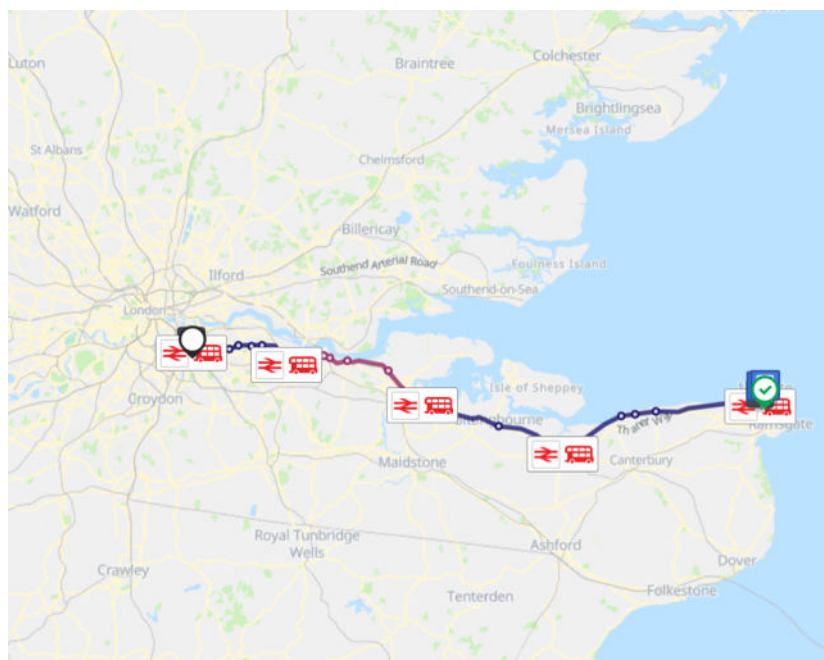 Colchester
Luton
Braintree
Brightlingsea
Mersea Island
St Albans
Chelmsford
Watford
Billericay
Southend Arterial Road
Foulness Island
Ilford
Southend-on-Sea
London
Isle of Sheppey
Croydon
Ramsgate
Maidstone
Canterbury
Royal Tunbridge
Wells
Ashford
Dover
Crawley
Folkestone
Tenterden